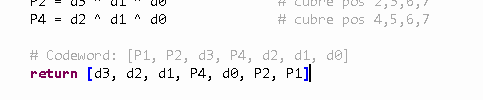 P2 = d3 ^ d1 ^ d0 # cubre pos 2,5,6,7
P4 = d2 ^ d1 ^ d0 # cubre pos 4,5,6,7
# Codeword: [P1, P2, d3, P4, d2, d1, d0]
return [d3, d2, d1, P4, d0, P2, P1]